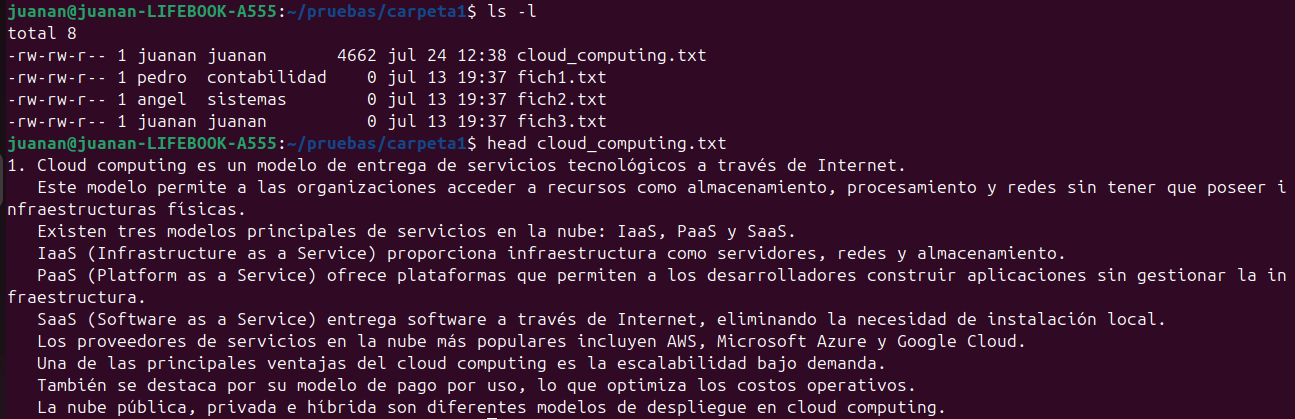 juanan@juanan-LIFEBOOK-A555:~/pruebas/carpeta1$ ls -l
total 8
-rw-rw-r-- 1 juanan juanan       4662 jul 24 12:38 cloud_computing.txt
-rw-rw-r-- 1 pedro  contabilidad    0 jul 13 19:37 fich1.txt
-rw-rw-r-- 1 angel  sistemas        0 jul 13 19:37 fich2.txt
-rw-rw-r-- 1 juanan juanan          0 jul 13 19:37 fich3.txt
juanan@juanan-LIFEBOOK-A555:~/pruebas/carpeta1$ head cloud_computing.txt
1. Cloud computing es un modelo de entrega de servicios tecnológicos a través de Internet.
   Este modelo permite a las organizaciones acceder a recursos como almacenamiento, procesamiento y redes sin tener que poseer i
nfraestructuras físicas.
   Existen tres modelos principales de servicios en la nube: IaaS, PaaS y SaaS.
   IaaS (Infrastructure as a Service) proporciona infraestructura como servidores, redes y almacenamiento.
   PaaS (Platform as a Service) ofrece plataformas que permiten a los desarrolladores construir aplicaciones sin gestionar la in
fraestructura.
   SaaS (Software as a Service) entrega software a través de Internet, eliminando la necesidad de instalación local.
   Los proveedores de servicios en la nube más populares incluyen AWS, Microsoft Azure y Google Cloud.
   Una de las principales ventajas del cloud computing es la escalabilidad bajo demanda.
   También se destaca por su modelo de pago por uso, lo que optimiza los costos operativos.
   La nube pública, privada e híbrida son diferentes modelos de despliegue en cloud computing.